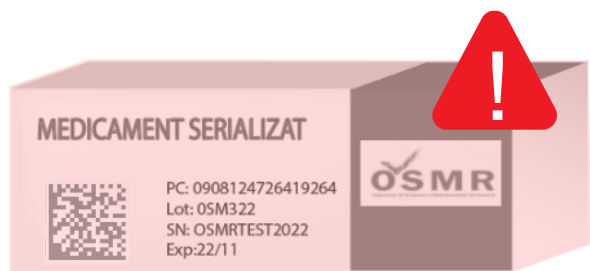 !
MEDICAMENT SERIALIZAT
PC: 0908124726419264
Lot: 0SM322
SN: OSMRTEST2022
Exp:22/11
OSMR